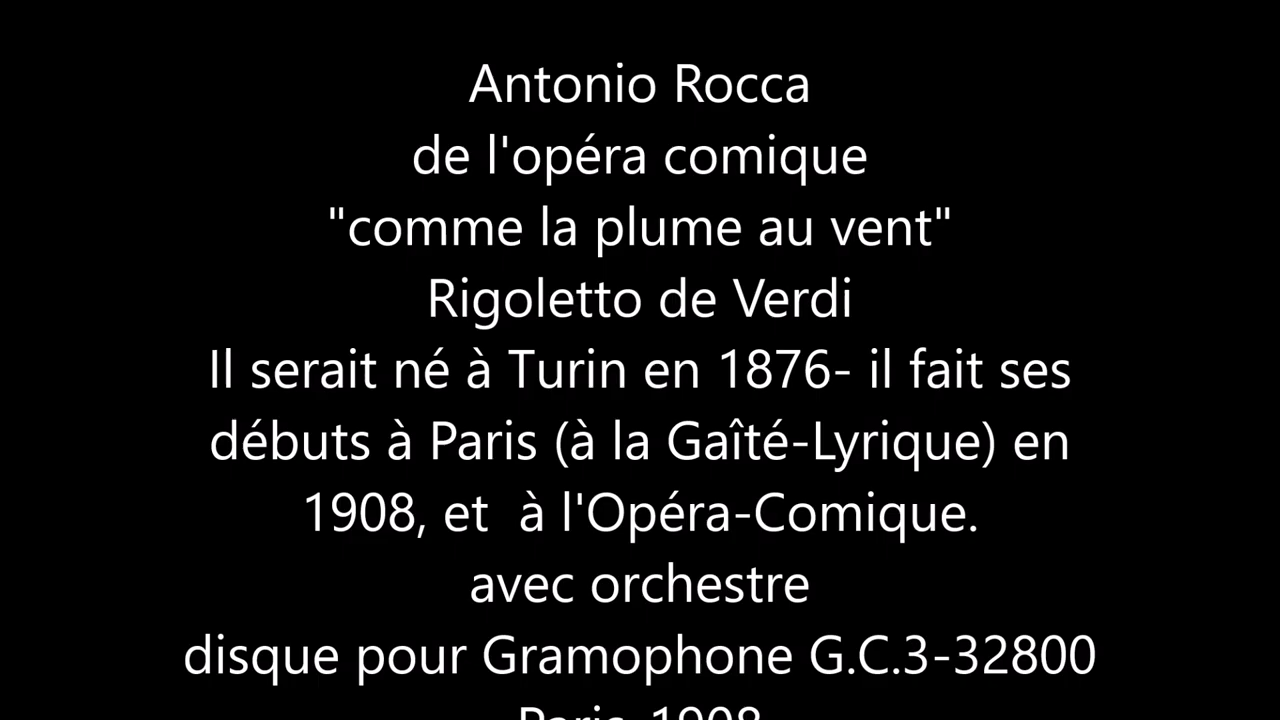 Antonio Rocca
de l'opéra comique
"comme la plume au vent"
Rigoletto de Verdi
Il serait né à Turin en 1876- il fait ses
débuts à Paris (à la Gaîté-Lyrique) en
1908, et  à l'Opéra-Comique.
avec orchestre
disque pour Gramophone G.C.3-32800
Paris, 1908